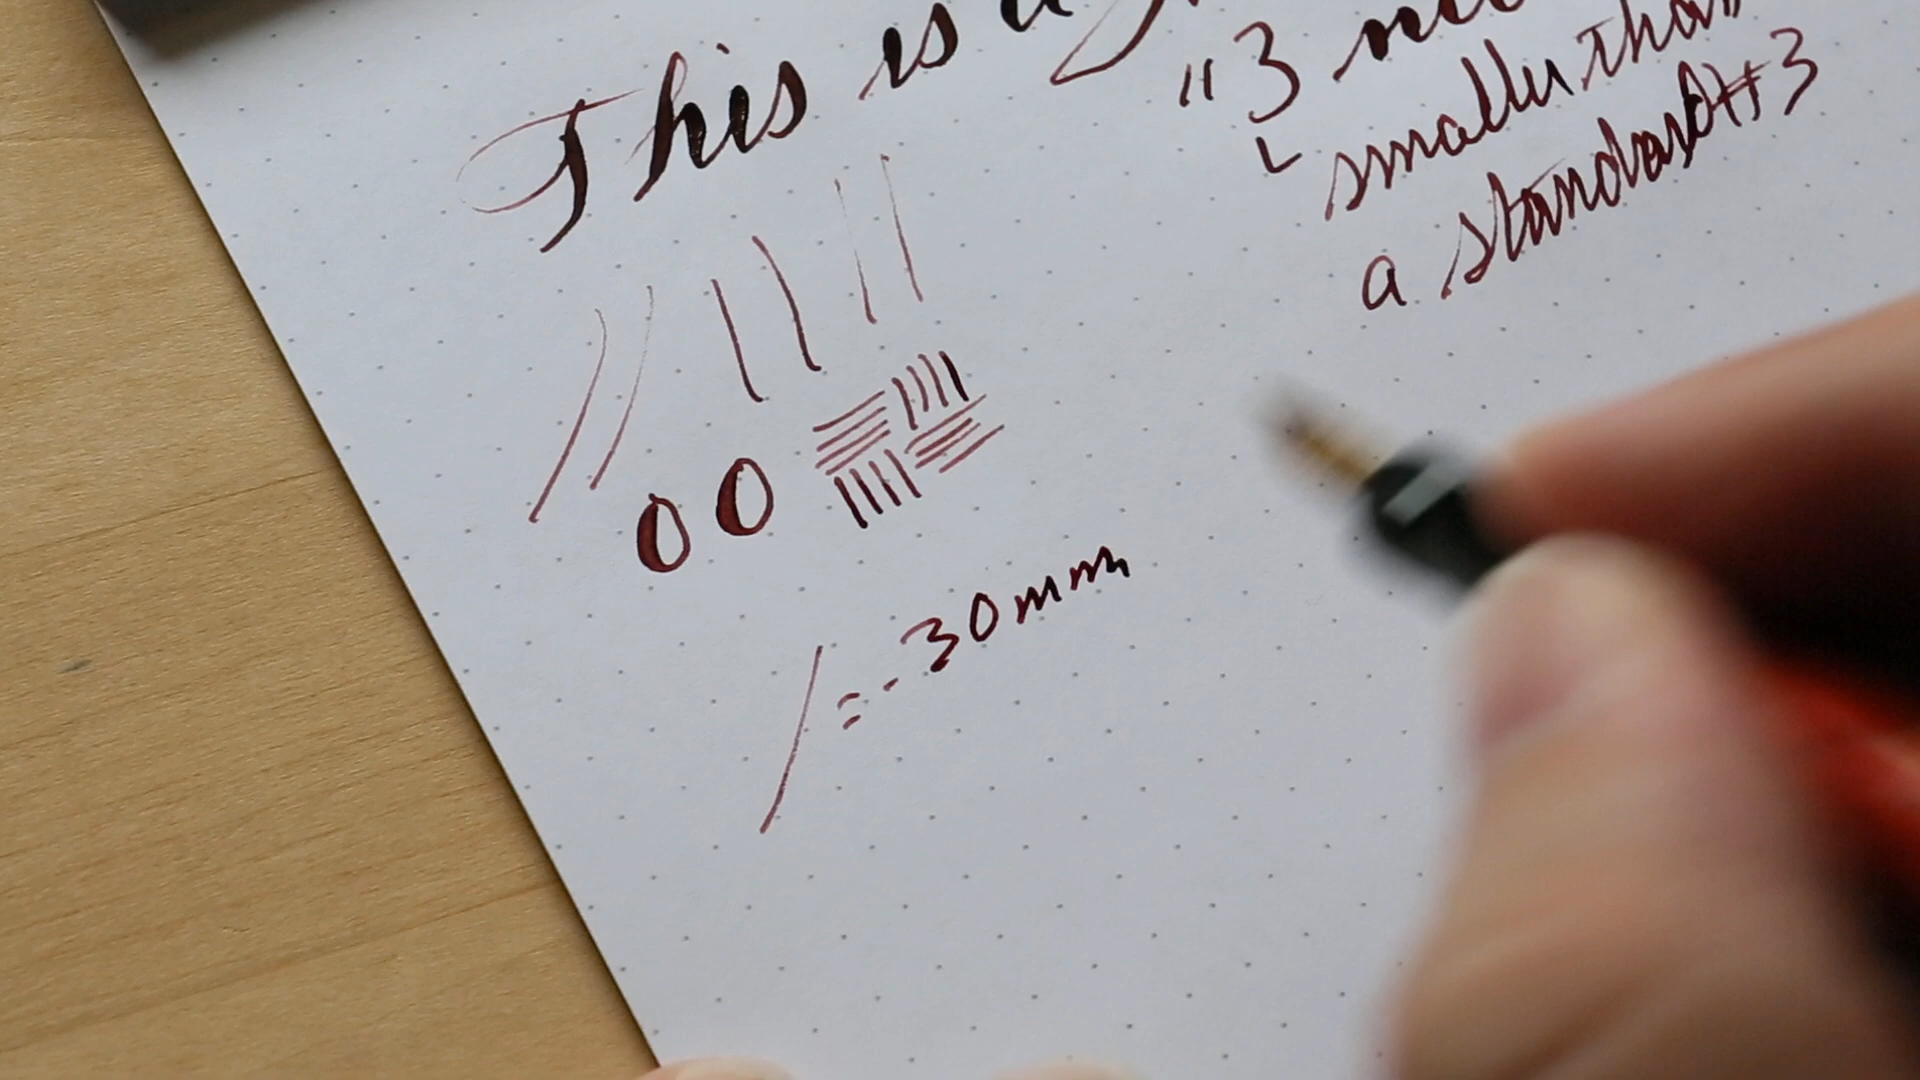 This is a
"3
smaller than
a standard #3
00
/ = .30mm